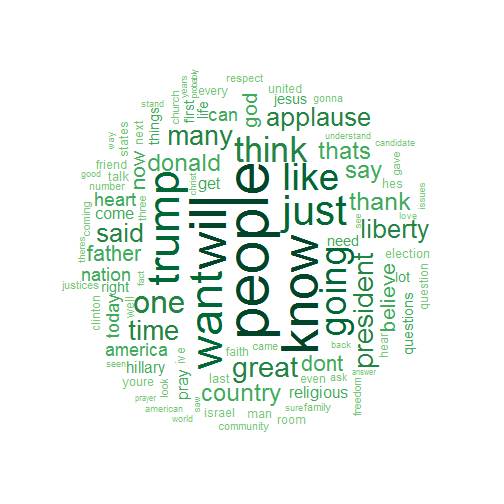 respect
united
gonna
every
jesus
church
years
probably
first
life
can
god
applause
stand
things
many
think
thats
understand
candidate
way
states
next
now
donald
like
say
gave
good
friend
talk
get
hes
issues
number
heart
trump
will
people
just
thank
christ
come
three
said
want
know
going
need
see
love
liberty
coming
father
election
theres
nation
president
believe
lot
question
justices
right
fact
one
hear
questions
clinton
today
well
time
back
seen
america
ive
faith
came
great
dont
answer
hillary
youre
pray
last
even
ask
look
country
religious
freedom
prayer
saw
american
israel
man
sure
family
world
community
room